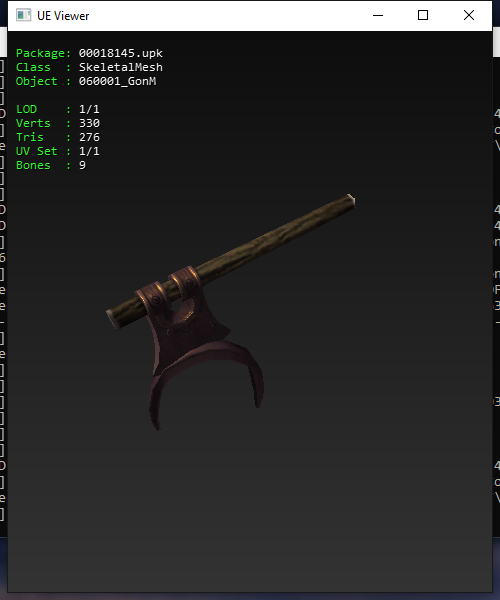 UE Viewer
Package: 00018145.upk
Class : SkeletalMesh
Object : 060001_GonM
LOD : 1/1
Verts : 330
Tris : 276
UV Set : 1/1
Bones : 9